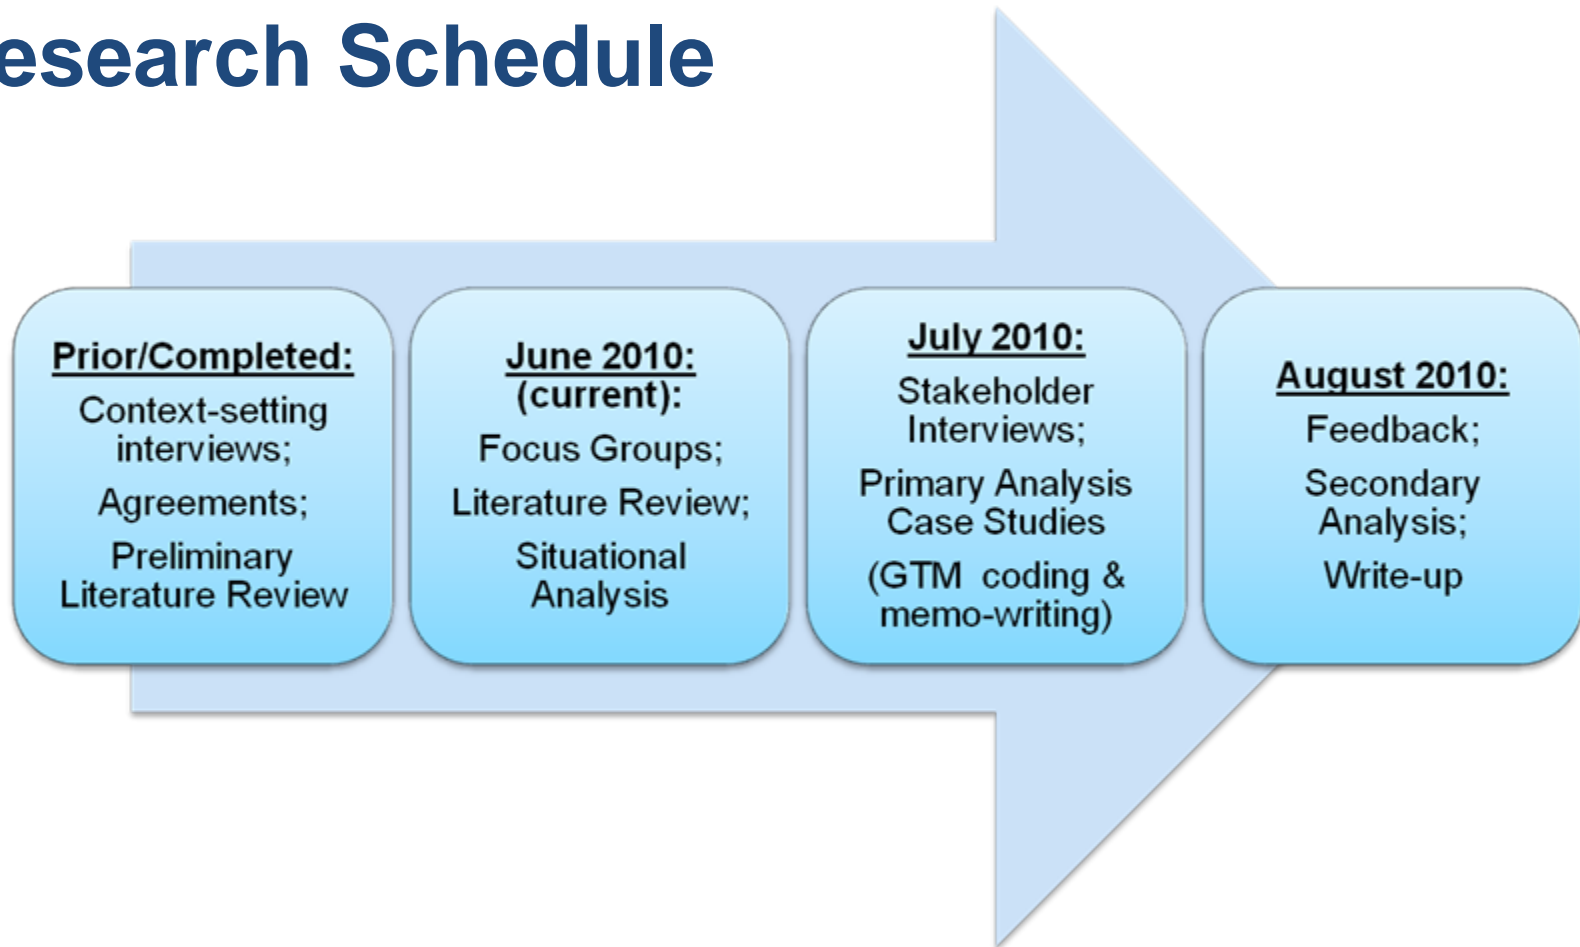 esearch Schedule
Prior/Completed:
Context-setting
interviews;
Agreements;
Preliminary
Literature Review
June 2010:
(current):
Focus Groups;
Literature Review;
Situational
Analysis
July 2010:
Stakeholder
Interviews;
Primary Analysis
Case Studies
(GTM  coding &
memo-writing)
August 2010:
Feedback;
Secondary
Analysis;
Write-up